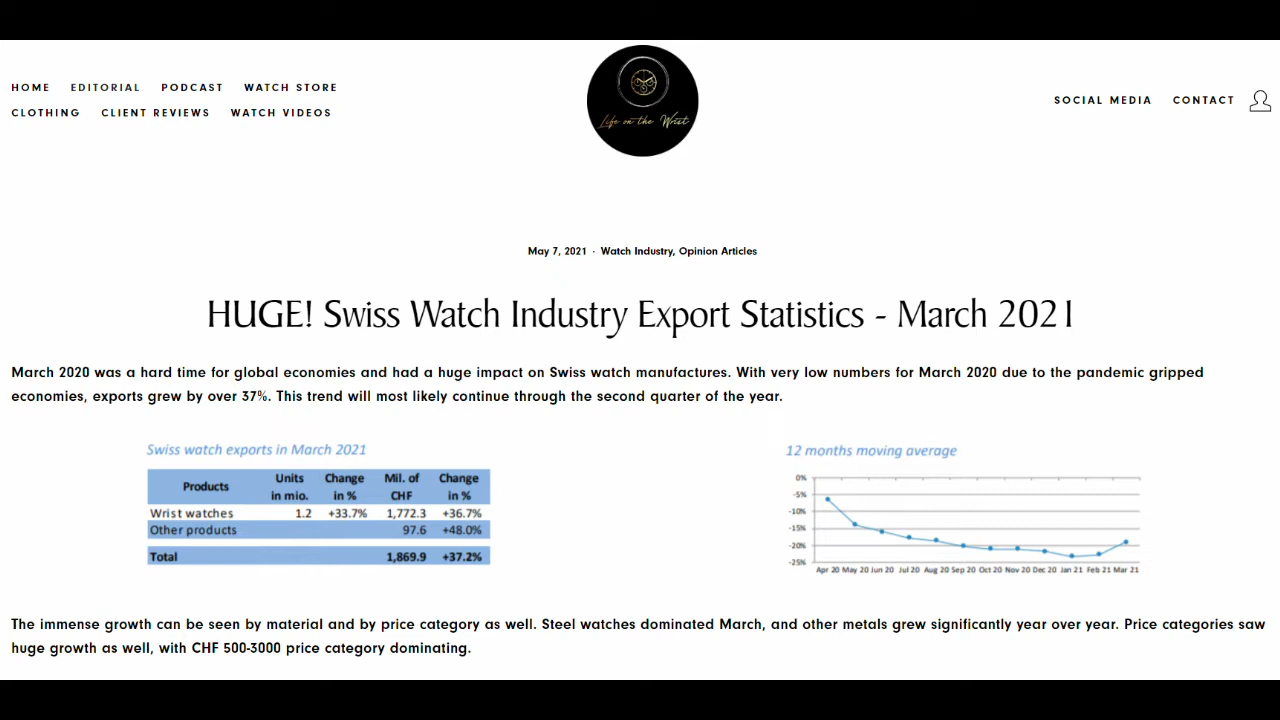 HOME EDITORIAL PODCAST WATCH STORE
CLOTHING CLIENT REVIEWS WATCH VIDEOS
Life on the Wrist
SOCIAL MEDIA CONTACT
May 7, 2021 · Watch Industry, Opinion Articles
HUGE! Swiss Watch Industry Export Statistics - March 2021
March 2020 was a hard time for global economies and had a huge impact on Swiss watch manufactures. With very low numbers for March 2020 due to the pandemic gripped
economies, exports grew by over 37%. This trend will most likely continue through the second quarter of the year.
Swiss watch exports in March 2021
Products Units in mio. Change in % Mil. of CHF Change in %
Wrist watches 1.2 +33.7% 1,772.3 +36.7%
Other products 97.6 +48.0%
Total 1,869.9 +37.2%
12 months moving average
0%
-5%
-10%
-15%
-20%
-25%
Apr 20 May 20 Jun 20 Jul 20 Aug 20 Sep 20 Oct 20 Nov 20 Dec 20 Jan 21 Feb 21 Mar 21
The immense growth can be seen by material and by price category as well. Steel watches dominated March, and other metals grew significantly year over year. Price categories saw
huge growth as well, with CHF 500-3000 price category dominating.